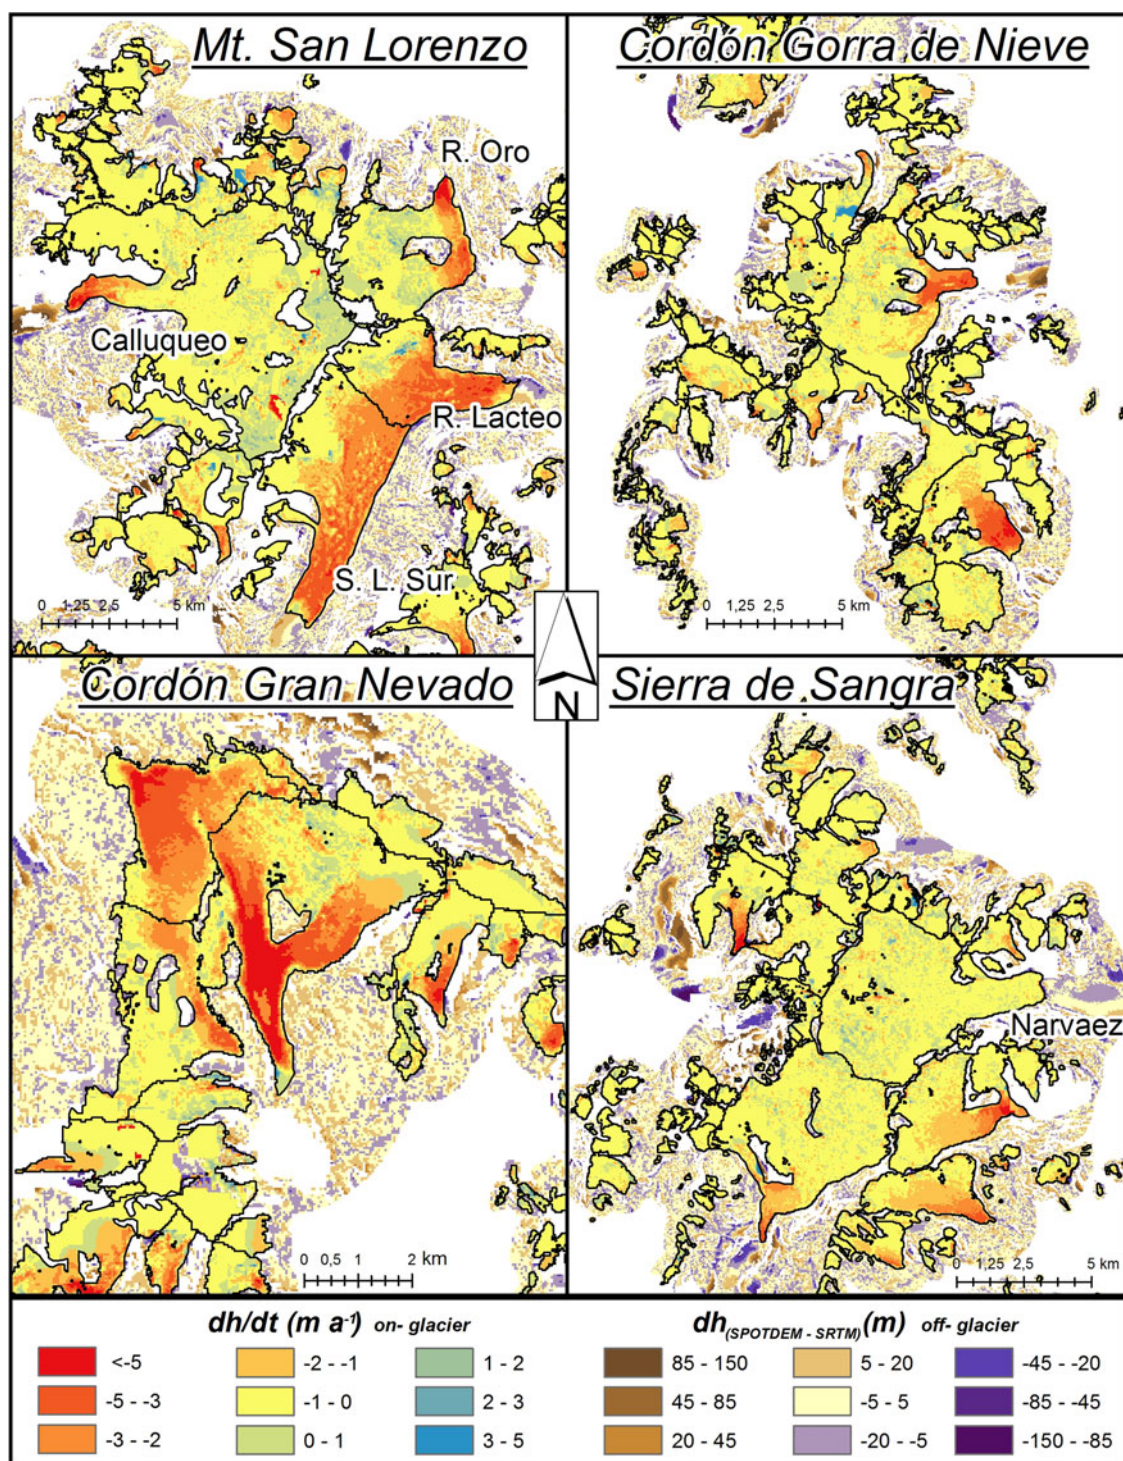 Mt. San Lorenzo
Cordón Gorra de Nieve
R. Oro
Calluqueo
R. Lacteo
S. L. Sur
0 1,25 2,5 5 km
0 1,25 2,5 5 km
N
Cordón Gran Nevado
Sierra de Sangra
Narvaez
0 0,5 1 2 km
0 1,25 2,5 5 km
dh/dt (m a⁻¹) on- glacier
dh(SPOTDEM - SRTM)(m) off- glacier
<-5 -2 - -1 1 - 2 85 - 150 5 - 20 -45 - -20
-5 - -3 -1 - 0 2 - 3 45 - 85 -5 - 5 -85 - -45
-3 - -2 0 - 1 3 - 5 20 - 45 -20 - -5 -150 - -85